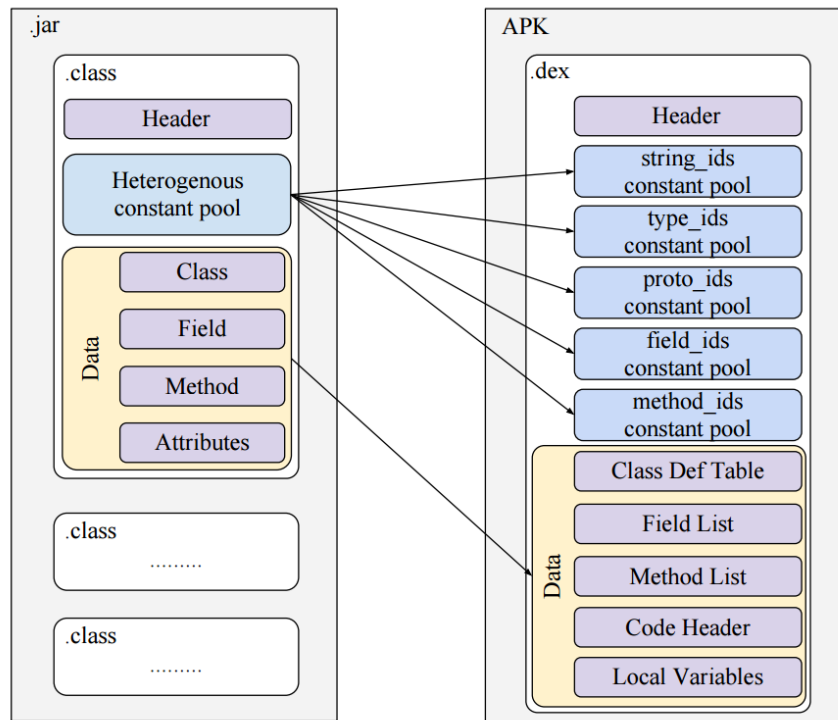 .jar
.class
Header
Heterogenous
constant pool
Data
Class
Field
Method
Attributes
.class
.........
.class
.........
APK
.dex
Header
string_ids
constant pool
type_ids
constant pool
proto_ids
constant pool
field_ids
constant pool
method_ids
constant pool
Data
Class Def Table
Field List
Method List
Code Header
Local Variables